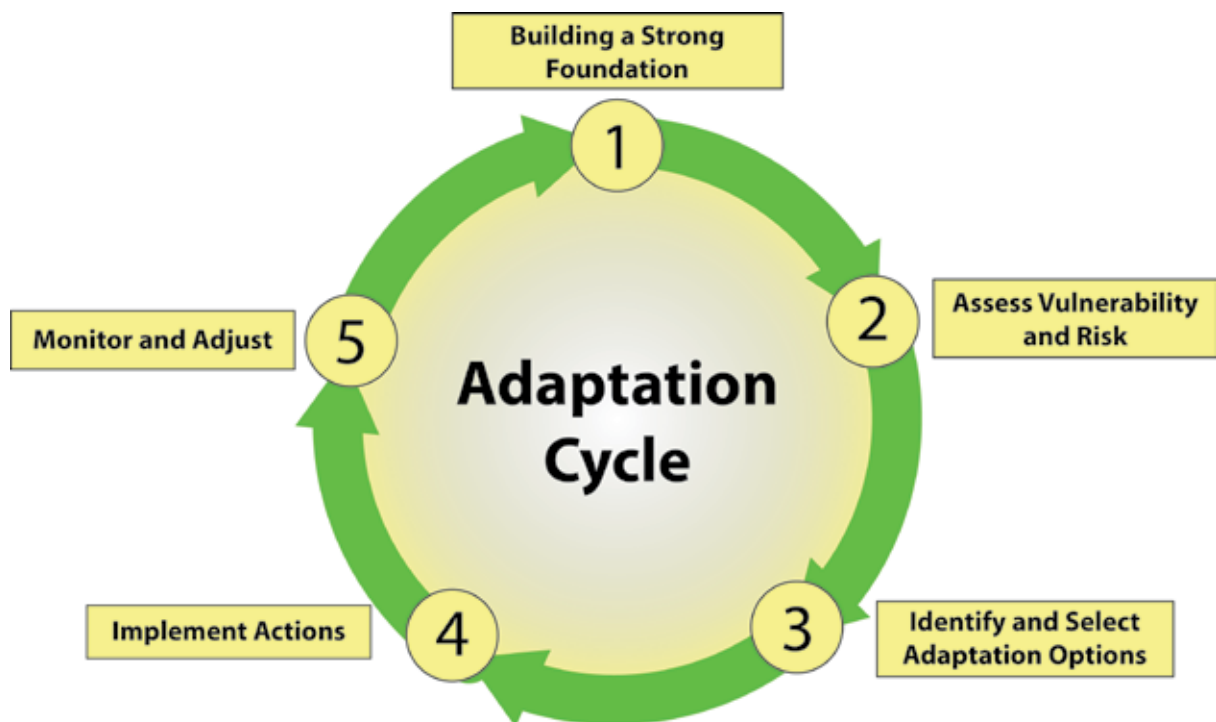 Building a Strong
Foundation
1
2
Assess Vulnerability
and Risk
3
Identify and Select
Adaptation Options
4
Implement Actions
5
Monitor and Adjust
Adaptation
Cycle